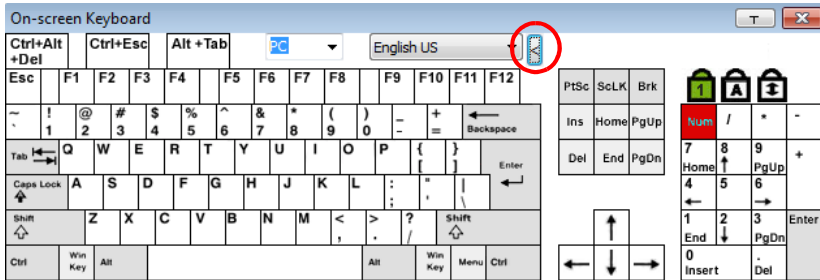 On-screen Keyboard T X
Ctrl+Alt +Del Ctrl+Esc Alt +Tab PC English US <
Esc F1 F2 F3 F4 F5 F6 F7 F8 F9 F10 F11 F12 PtSc ScLK Brk 1 A
~ ` ! 1 @ 2 # 3 $ 4 % 5 ^ 6 & 7 * 8 ( 9 ) 0 _ - + = Backspace Ins Home PgUp Num / * -
Tab Q W E R T Y U I O P { [ } ] Enter Del End PgDn 7 Home 8 9 PgUp +
Caps Lock A S D F G H J K L : ; " ' | \ 4 5 6
Shift Z X C V B N M < , > . ? / Shift 1 End 2 3 PgDn Enter
Ctrl Win Key Alt Alt Win Key Menu Ctrl 0 Insert . Del